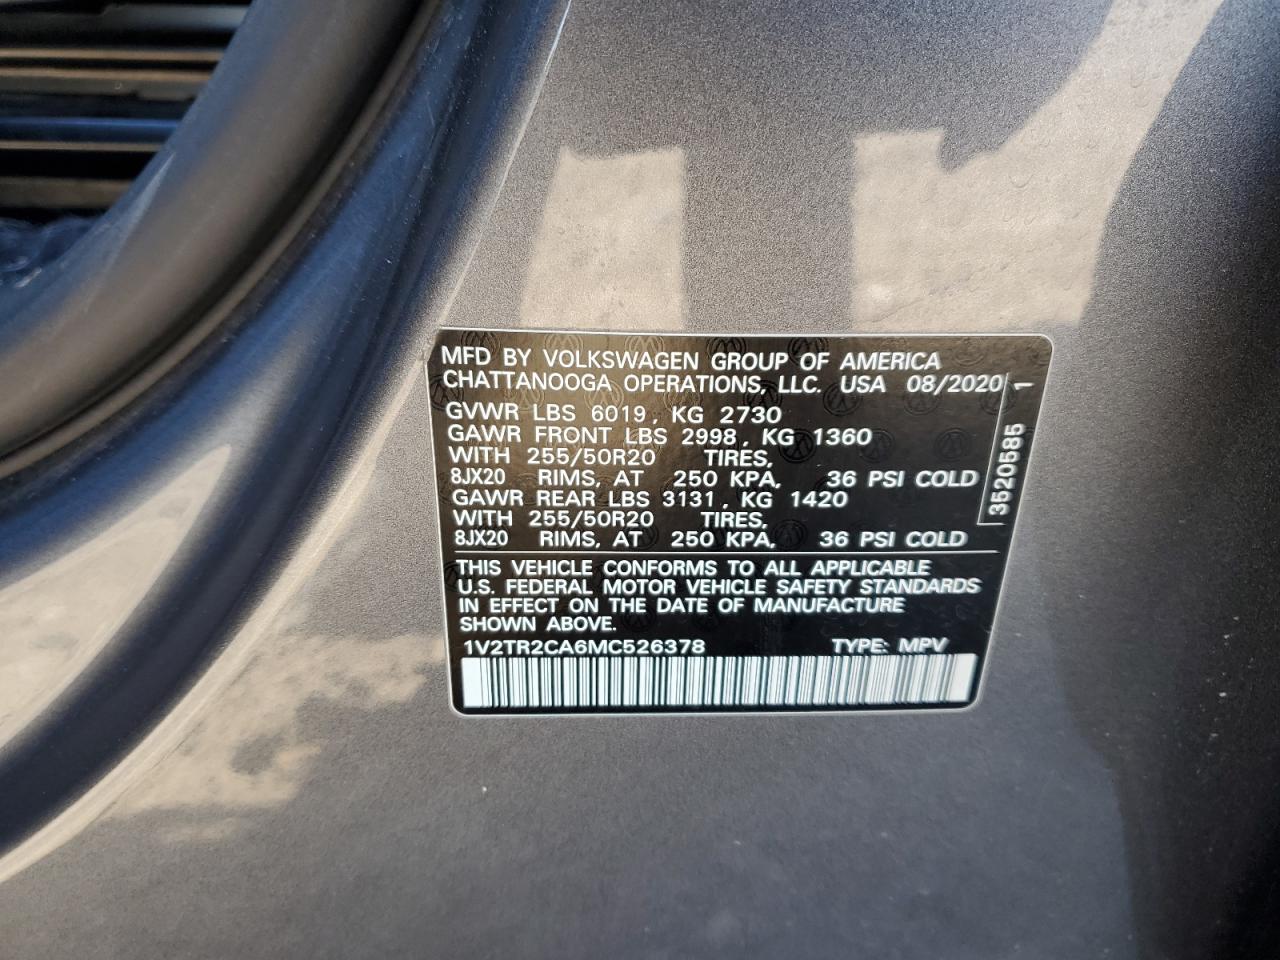 MFD BY VOLKSWAGEN GROUP OF AMERICA
CHATTANOOGA OPERATIONS, LLC. USA 08/2020
GVWR LBS 6019, KG 2730
GAWR FRONT LBS 2998, KG 1360
WITH 255/50R20 TIRES,
8JX20 RIMS, AT 250 KPA, 36 PSI COLD
GAWR REAR LBS 3131, KG 1420
WITH 255/50R20 TIRES,
8JX20 RIMS, AT 250 KPA, 36 PSI COLD
1
3520585
THIS VEHICLE CONFORMS TO ALL APPLICABLE
U.S. FEDERAL MOTOR VEHICLE SAFETY STANDARDS
IN EFFECT ON THE DATE OF MANUFACTURE
SHOWN ABOVE.
1V2TR2CA6MC526378 TYPE: MPV